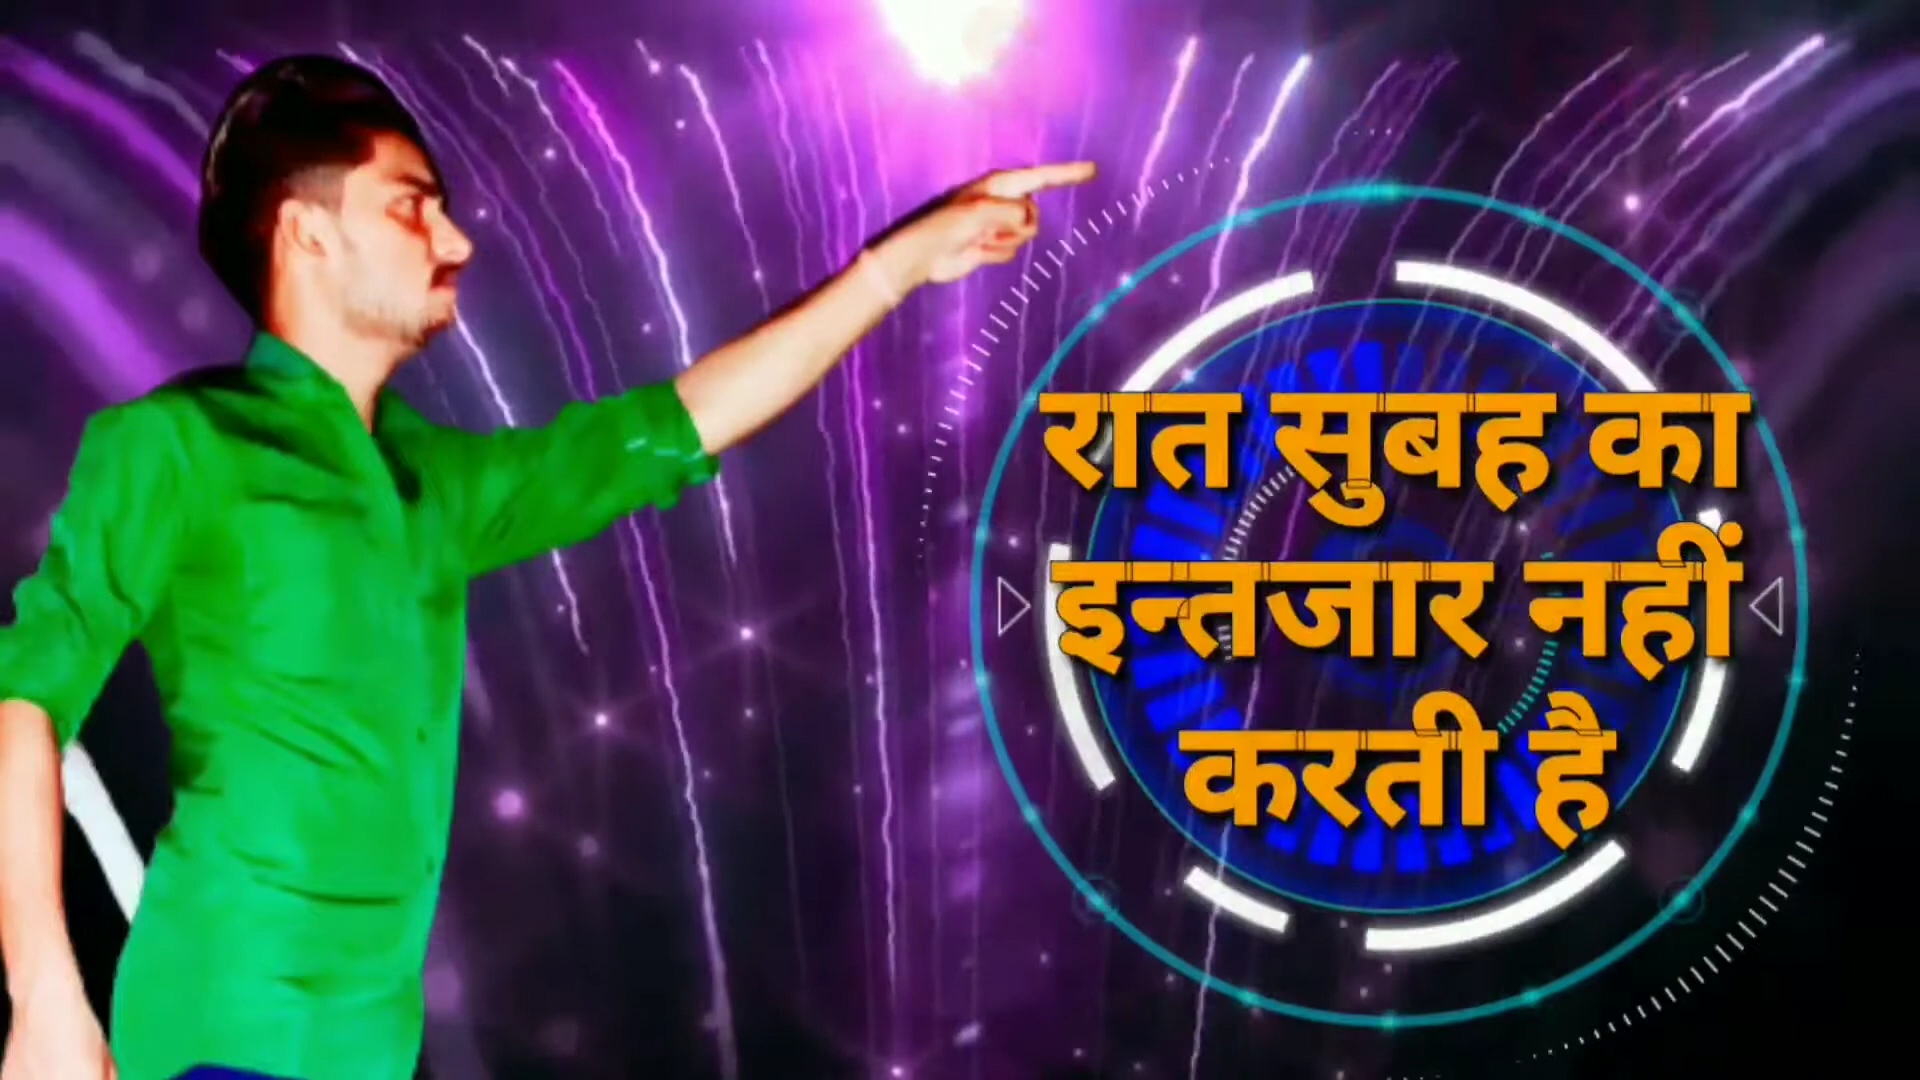 रात सुबह का
इन्तजार नहीं
करती है